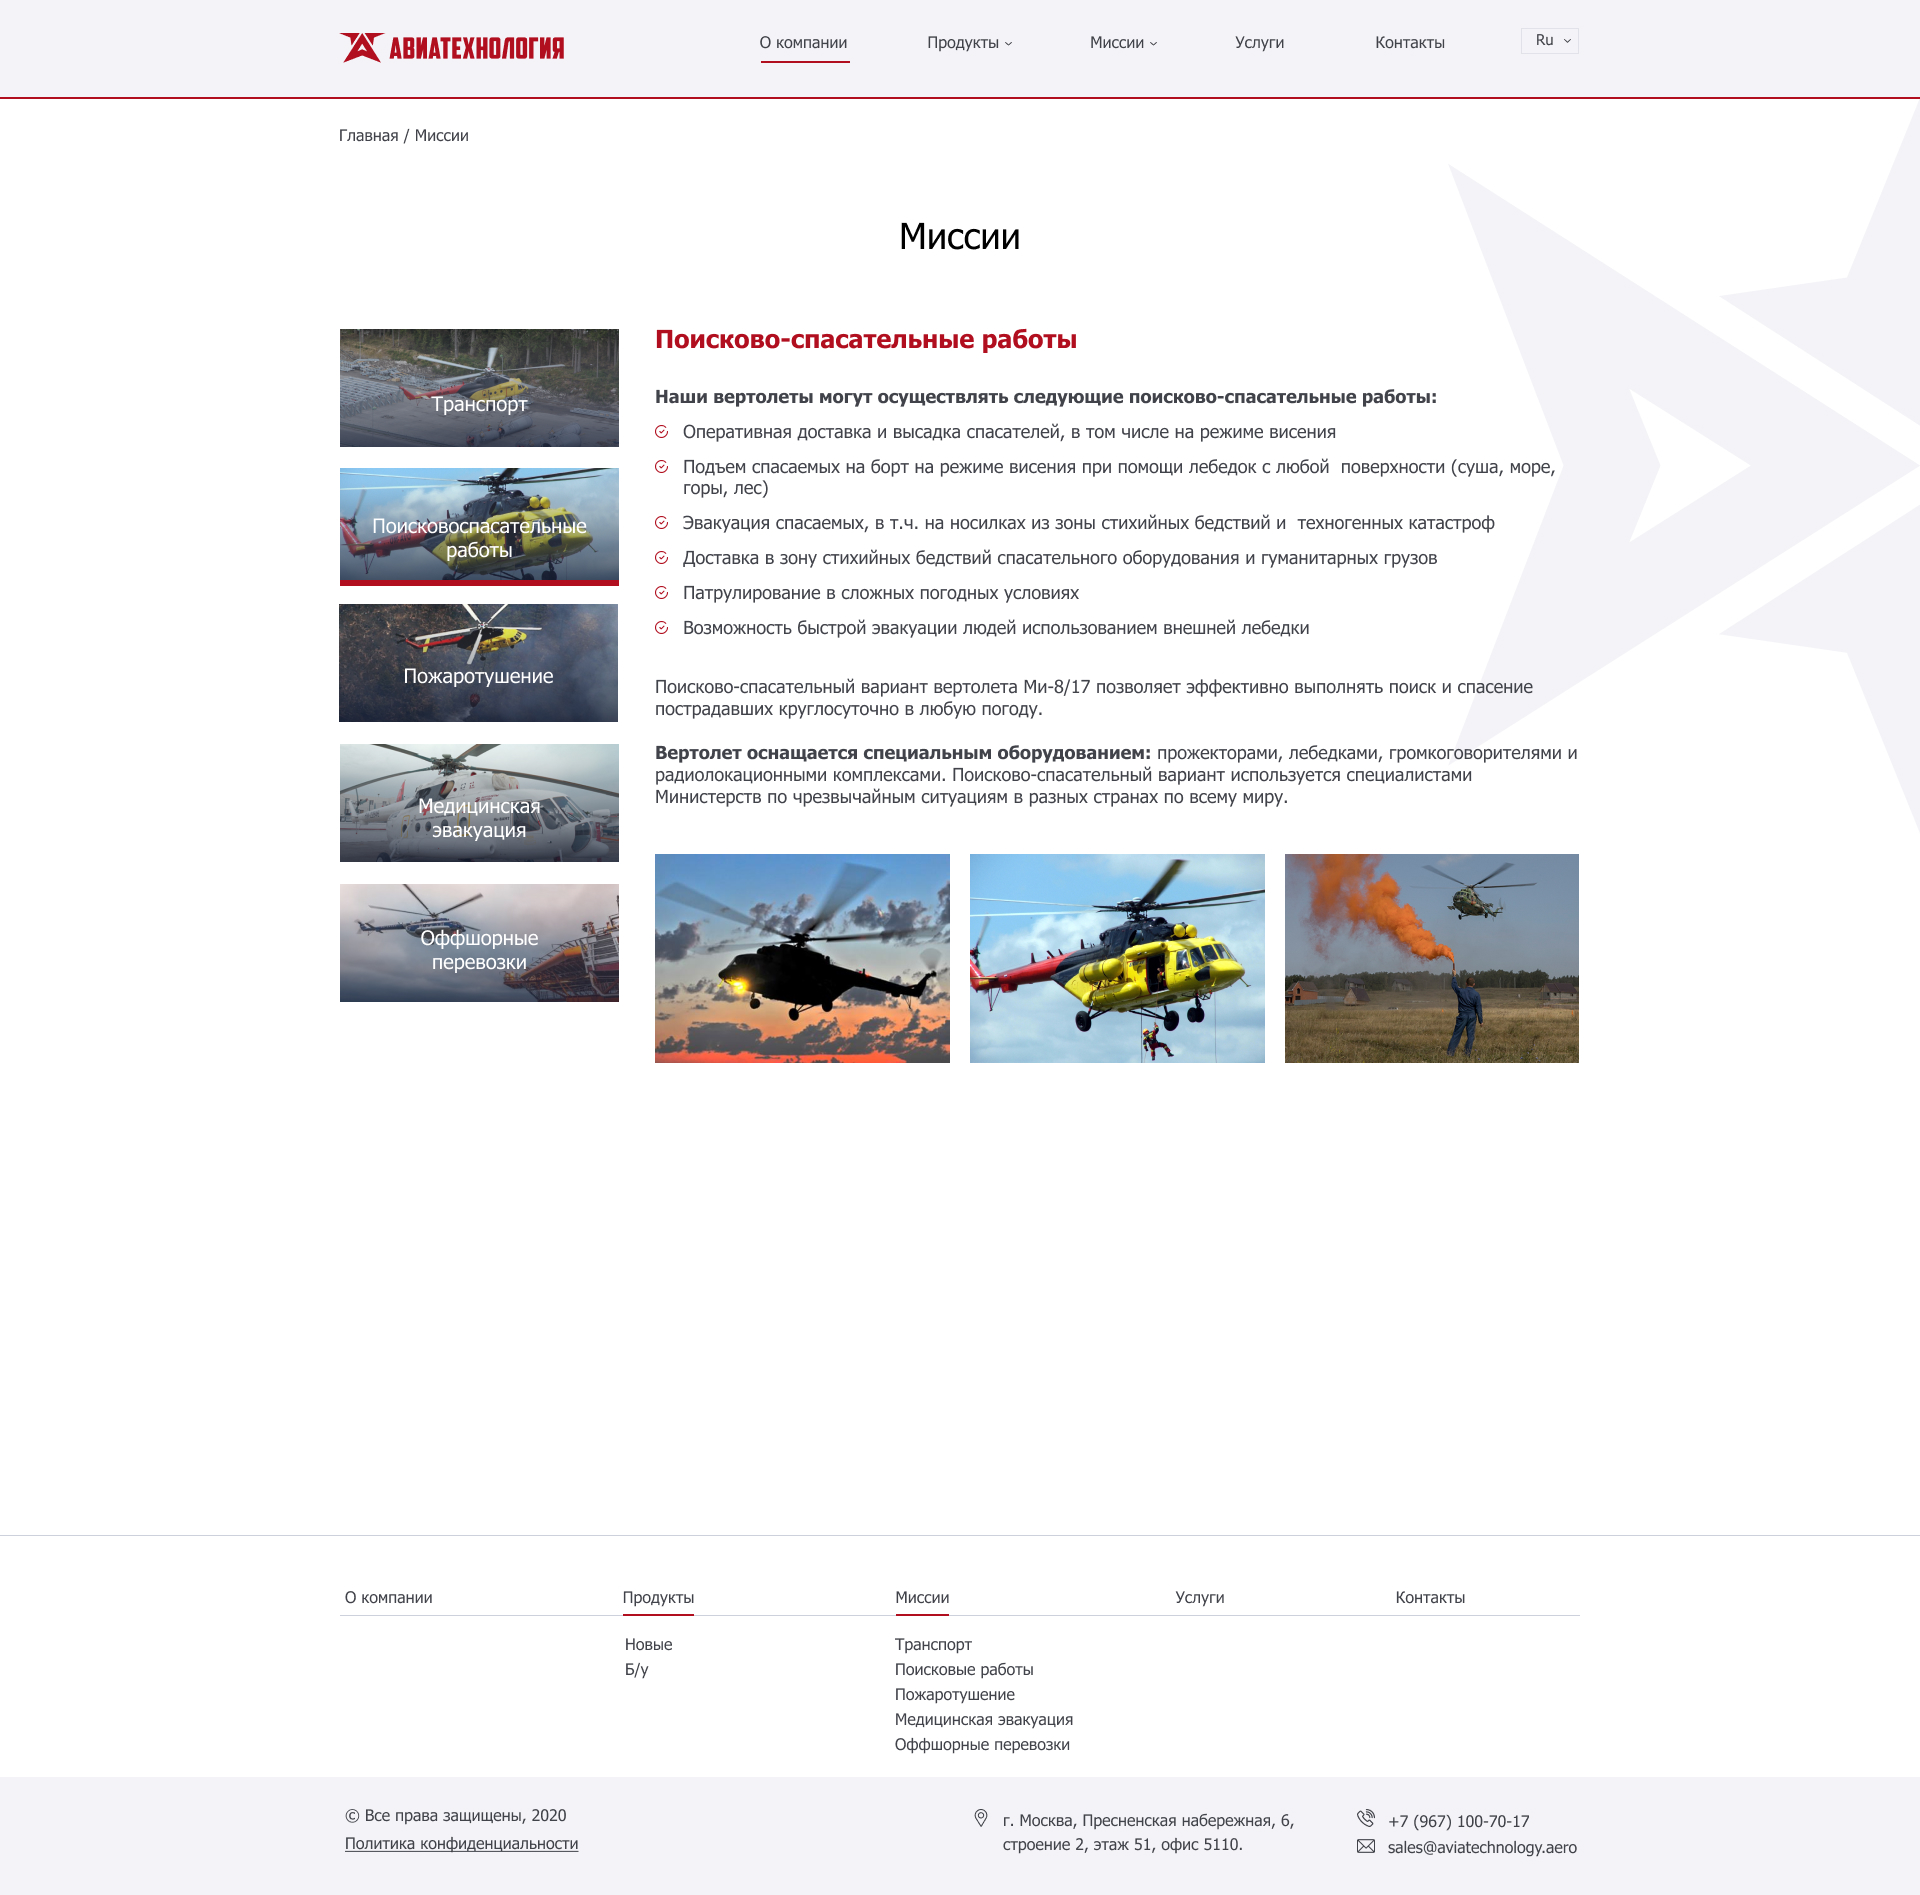 АВИАТЕХНОЛОГИЯ
О компании
Продукты
Миссии
Услуги
Контакты
Ru
Главная / Миссии
Миссии
Транспорт
Поисковоспасательные
работы
Пожаротушение
Медицинская
эвакуация
Оффшорные
перевозки
Поисково-спасательные работы
Наши вертолеты могут осуществлять следующие поисково-спасательные работы:
Оперативная доставка и высадка спасателей, в том числе на режиме висения
Подъем спасаемых на борт на режиме висения при помощи лебедок с любой  поверхности (суша, море,
горы, лес)
Эвакуация спасаемых, в т.ч. на носилках из зоны стихийных бедствий и  техногенных катастроф
Доставка в зону стихийных бедствий спасательного оборудования и гуманитарных грузов
Патрулирование в сложных погодных условиях
Возможность быстрой эвакуации людей использованием внешней лебедки
Поисково-спасательный вариант вертолета Ми-8/17 позволяет эффективно выполнять поиск и спасение
пострадавших круглосуточно в любую погоду.
Вертолет оснащается специальным оборудованием: прожекторами, лебедками, громкоговорителями и
радиолокационными комплексами. Поисково-спасательный вариант используется специалистами
Министерств по чрезвычайным ситуациям в разных странах по всему миру.
О компании
Продукты
Миссии
Услуги
Контакты
Новые
Б/у
Транспорт
Поисковые работы
Пожаротушение
Медицинская эвакуация
Оффшорные перевозки
© Все права защищены, 2020
Политика конфиденциальности
г. Москва, Пресненская набережная, 6,
строение 2, этаж 51, офис 5110.
+7 (967) 100-70-17
sales@aviatechnology.aero